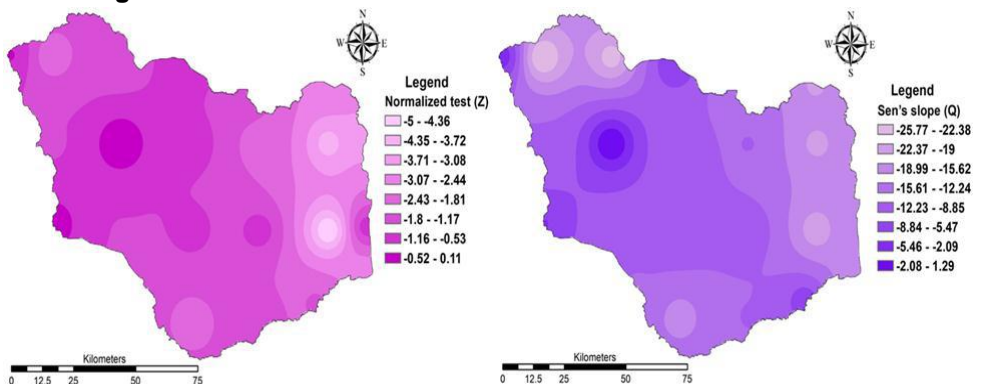 N
W E
S
Legend
Normalized test (Z)
-5 - -4.36
-4.35 - -3.72
-3.71 - -3.08
-3.07 - -2.44
-2.43 - -1.81
-1.8 - -1.17
-1.16 - -0.53
-0.52 - 0.11
Kilometers
0 12.5 25 50 75
N
W E
S
Legend
Sen's slope (Q)
-25.77 - -22.38
-22.37 - -19
-18.99 - -15.62
-15.61 - -12.24
-12.23 - -8.85
-8.84 - -5.47
-5.46 - -2.09
-2.08 - 1.29
Kilometers
0 12.5 25 50 75